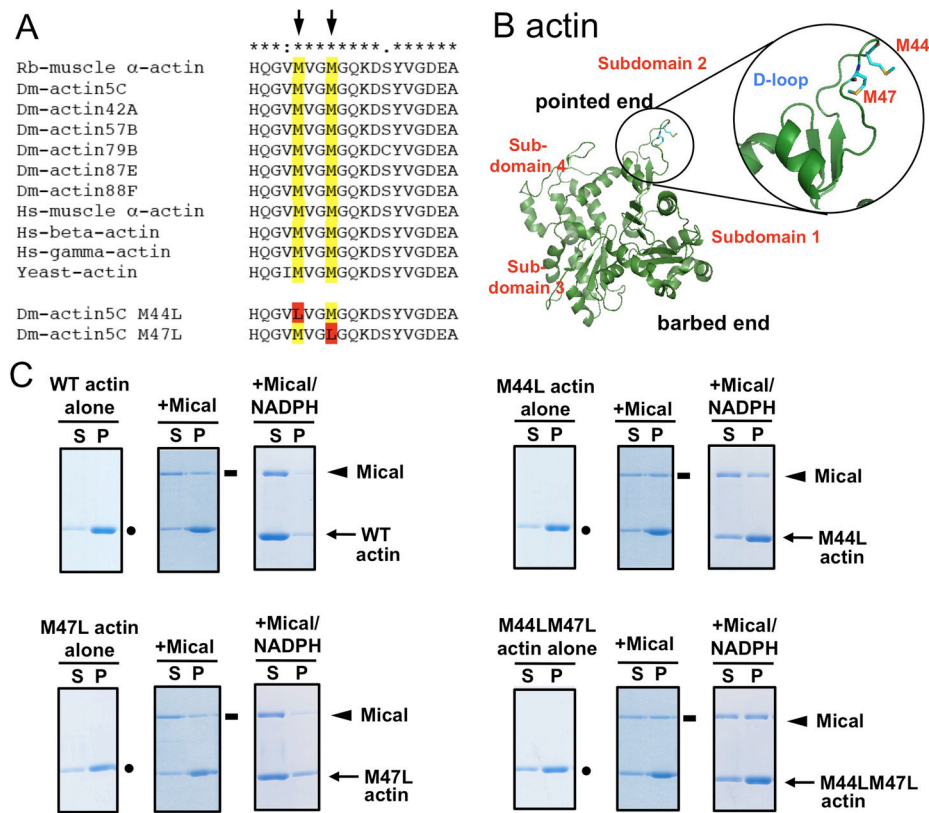 A
***:********.******
Rb-muscle α-actin HQGVMVGMGQKDSYVGDEA
Dm-actin5C HQGVMVGMGQKDSYVGDEA
Dm-actin42A HQGVMVGMGQKDSYVGDEA
Dm-actin57B HQGVMVGMGQKDSYVGDEA
Dm-actin79B HQGVMVGMGQKDCYVGDEA
Dm-actin87E HQGVMVGMGQKDSYVGDEA
Dm-actin88F HQGVMVGMGQKDSYVGDEA
Hs-muscle α-actin HQGVMVGMGQKDSYVGDEA
Hs-beta-actin HQGVMVGMGQKDSYVGDEA
Hs-gamma-actin HQGVMVGMGQKDSYVGDEA
Yeast-actin HQGIMVGMGQKDSYVGDEA
Dm-actin5C M44L HQGVLVGMGQKDSYVGDEA
Dm-actin5C M47L HQGVMVGLGQKDSYVGDEA
B actin
Subdomain 2
pointed end
D-loop
M44
M47
Sub-
domain 4
Subdomain 1
Sub-
domain 3
barbed end
C
WT actin
alone
S P
+Mical
S P
+Mical/
NADPH
S P
Mical
WT
actin
M44L actin
alone
S P
+Mical
S P
+Mical/
NADPH
S P
Mical
M44L
actin
M47L actin
alone
S P
+Mical
S P
+Mical/
NADPH
S P
Mical
M47L
actin
M44LM47L
actin alone
S P
+Mical
S P
+Mical/
NADPH
S P
Mical
M44LM47L
actin